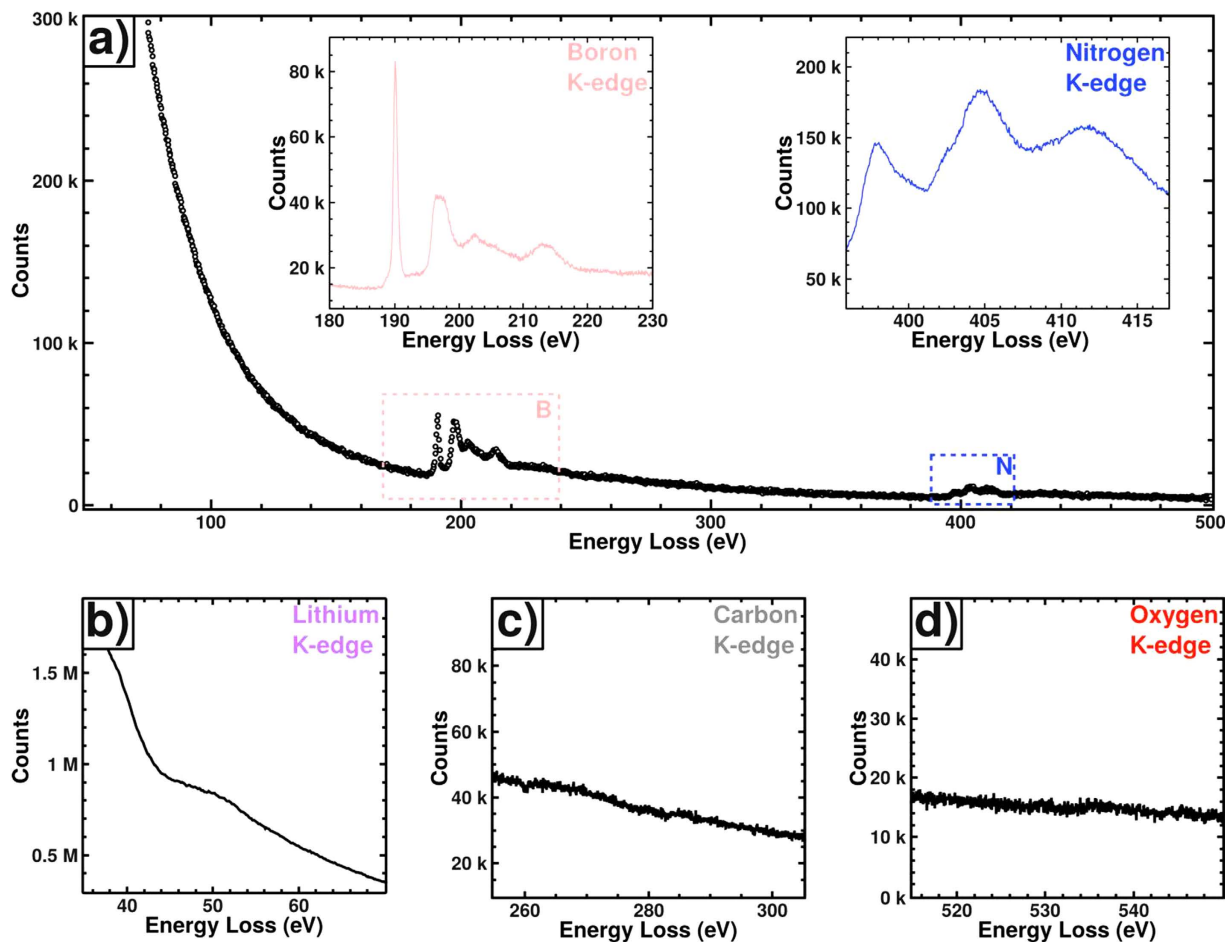 a)
300 k
200 k
100 k
0
Counts
100
200
300
400
500
Energy Loss (eV)
B
N
Boron
K-edge
80 k
60 k
40 k
20 k
Counts
180
190
200
210
220
230
Energy Loss (eV)
Nitrogen
K-edge
200 k
150 k
100 k
50 k
Counts
400
405
410
415
Energy Loss (eV)
b)
Lithium
K-edge
1.5 M
1 M
0.5 M
Counts
40
50
60
Energy Loss (eV)
c)
Carbon
K-edge
80 k
60 k
40 k
20 k
Counts
260
280
300
Energy Loss (eV)
d)
Oxygen
K-edge
40 k
30 k
20 k
10 k
0 k
Counts
520
530
540
Energy Loss (eV)